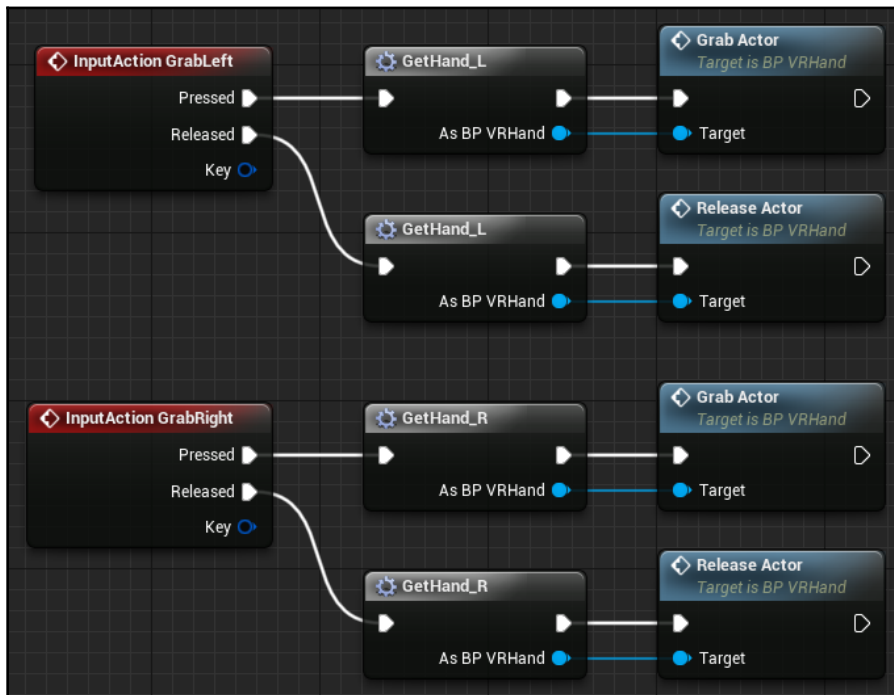 InputAction GrabLeft
Pressed
Released
Key
GetHand_L
As BP VRHand
Grab Actor
Target is BP VRHand
Target
GetHand_L
As BP VRHand
Release Actor
Target is BP VRHand
Target
InputAction GrabRight
Pressed
Released
Key
GetHand_R
As BP VRHand
Grab Actor
Target is BP VRHand
Target
GetHand_R
As BP VRHand
Release Actor
Target is BP VRHand
Target